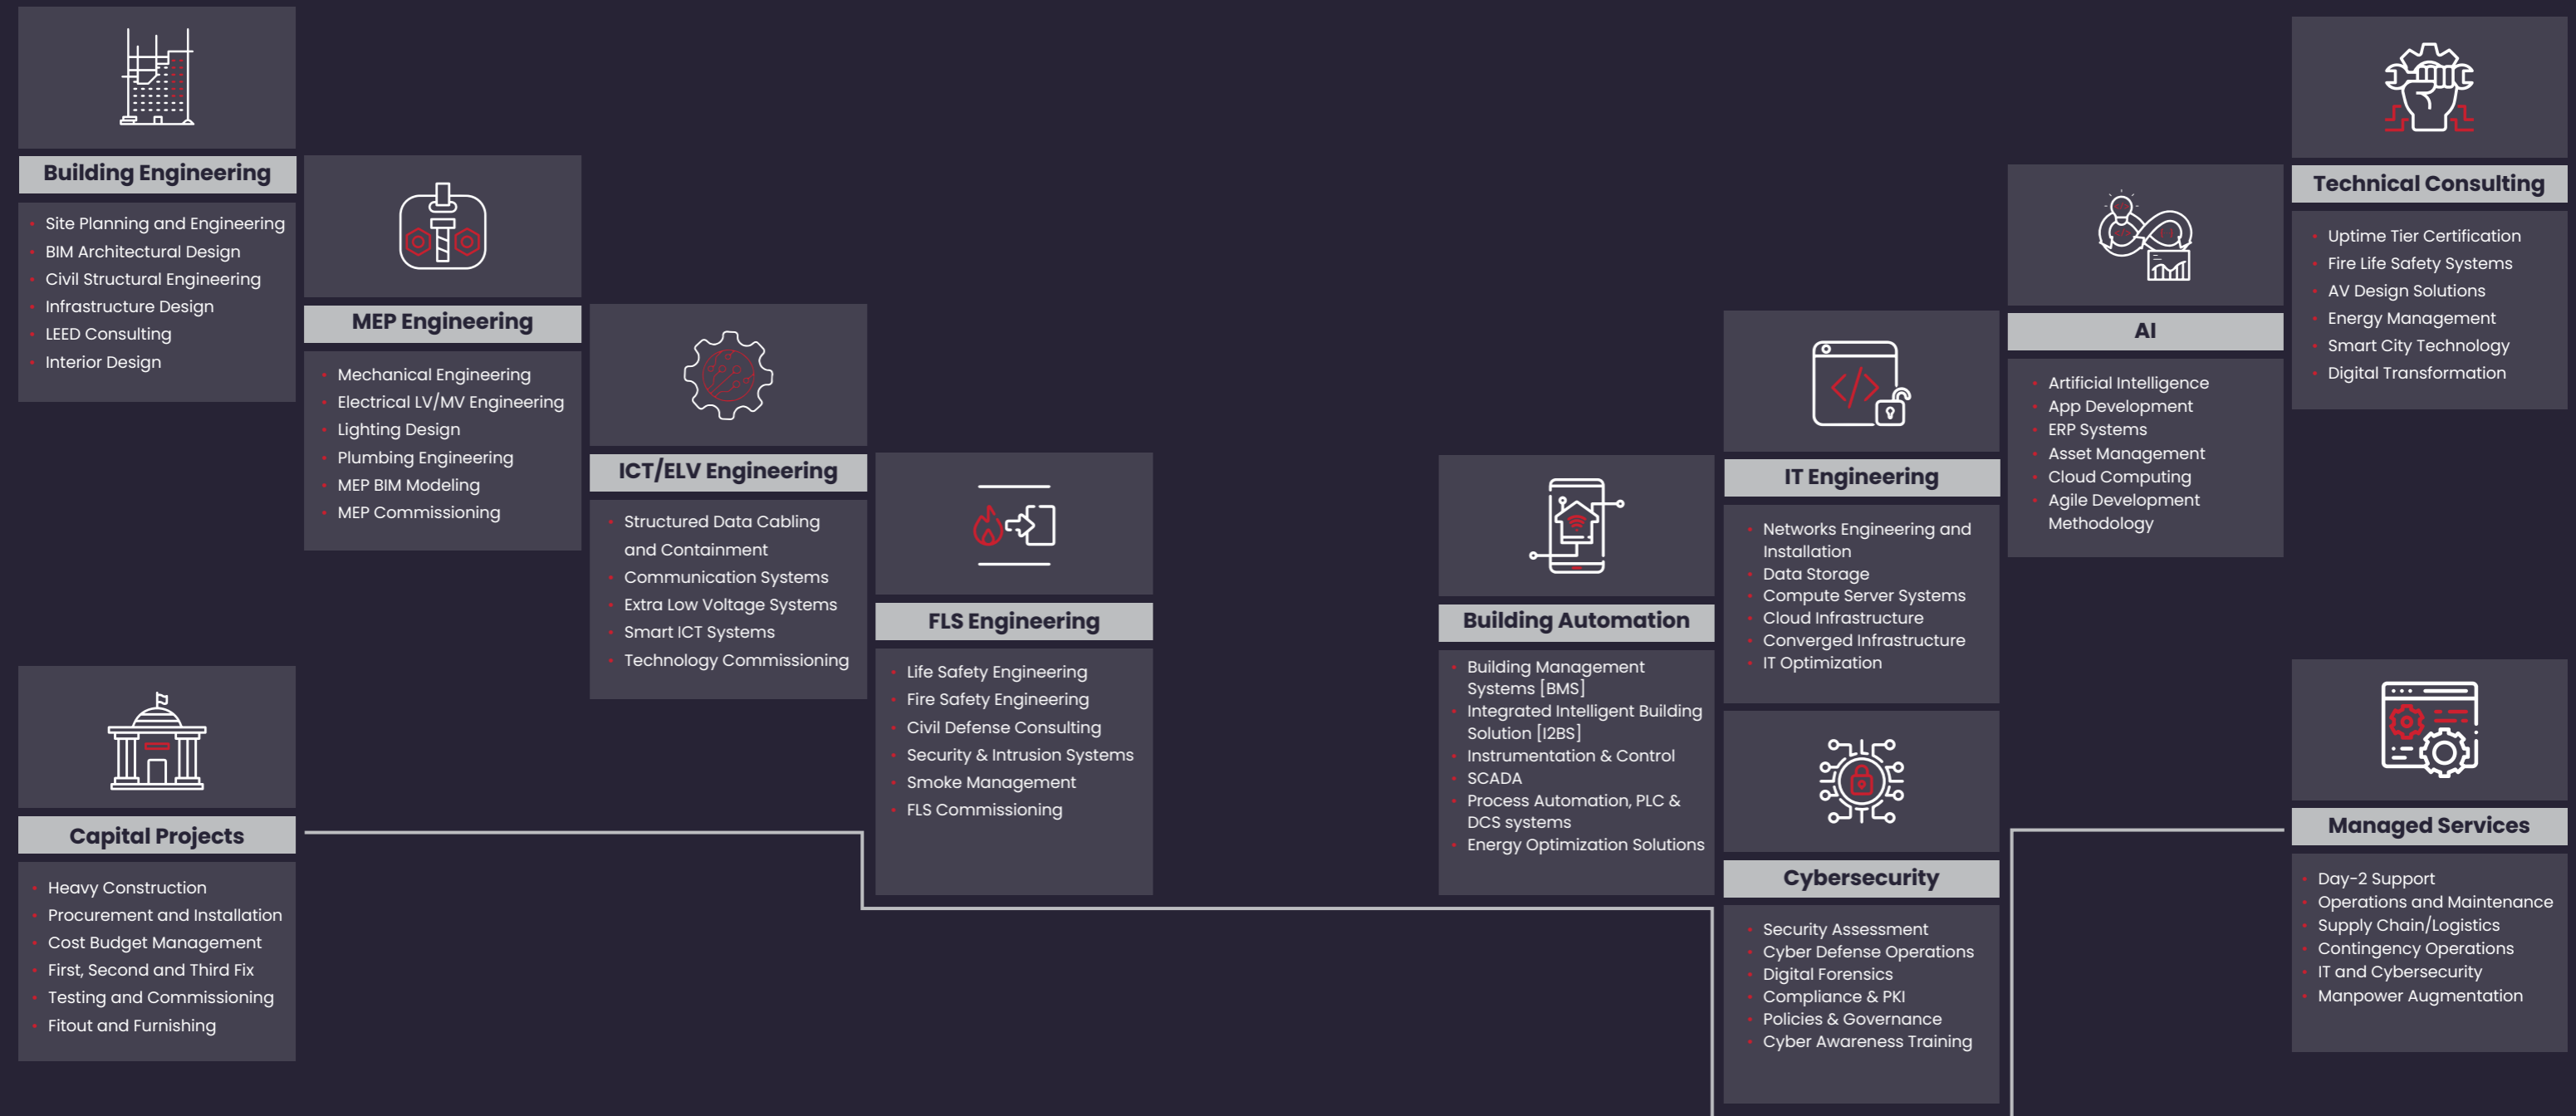 Building Engineering
Site Planning and Engineering
BIM Architectural Design
Civil Structural Engineering
Infrastructure Design
LEED Consulting
Interior Design
MEP Engineering
Mechanical Engineering
Electrical LV/MV Engineering
Lighting Design
Plumbing Engineering
MEP BIM Modeling
MEP Commissioning
ICT/ELV Engineering
Structured Data Cabling
and Containment
Communication Systems
Extra Low Voltage Systems
Smart ICT Systems
Technology Commissioning
FLS Engineering
Life Safety Engineering
Fire Safety Engineering
Civil Defense Consulting
Security & Intrusion Systems
Smoke Management
FLS Commissioning
Capital Projects
Heavy Construction
Procurement and Installation
Cost Budget Management
First, Second and Third Fix
Testing and Commissioning
Fitout and Furnishing
Building Automation
Building Management
Systems [BMS]
Integrated Intelligent Building
Solution [I2BS]
Instrumentation & Control
SCADA
Process Automation, PLC &
DCS systems
Energy Optimization Solutions
IT Engineering
Networks Engineering and
Installation
Data Storage
Compute Server Systems
Cloud Infrastructure
Converged Infrastructure
IT Optimization
Cybersecurity
Security Assessment
Cyber Defense Operations
Digital Forensics
Compliance & PKI
Policies & Governance
Cyber Awareness Training
AI
Artificial Intelligence
App Development
ERP Systems
Asset Management
Cloud Computing
Agile Development
Methodology
Technical Consulting
Uptime Tier Certification
Fire Life Safety Systems
AV Design Solutions
Energy Management
Smart City Technology
Digital Transformation
Managed Services
Day-2 Support
Operations and Maintenance
Supply Chain/Logistics
Contingency Operations
IT and Cybersecurity
Manpower Augmentation